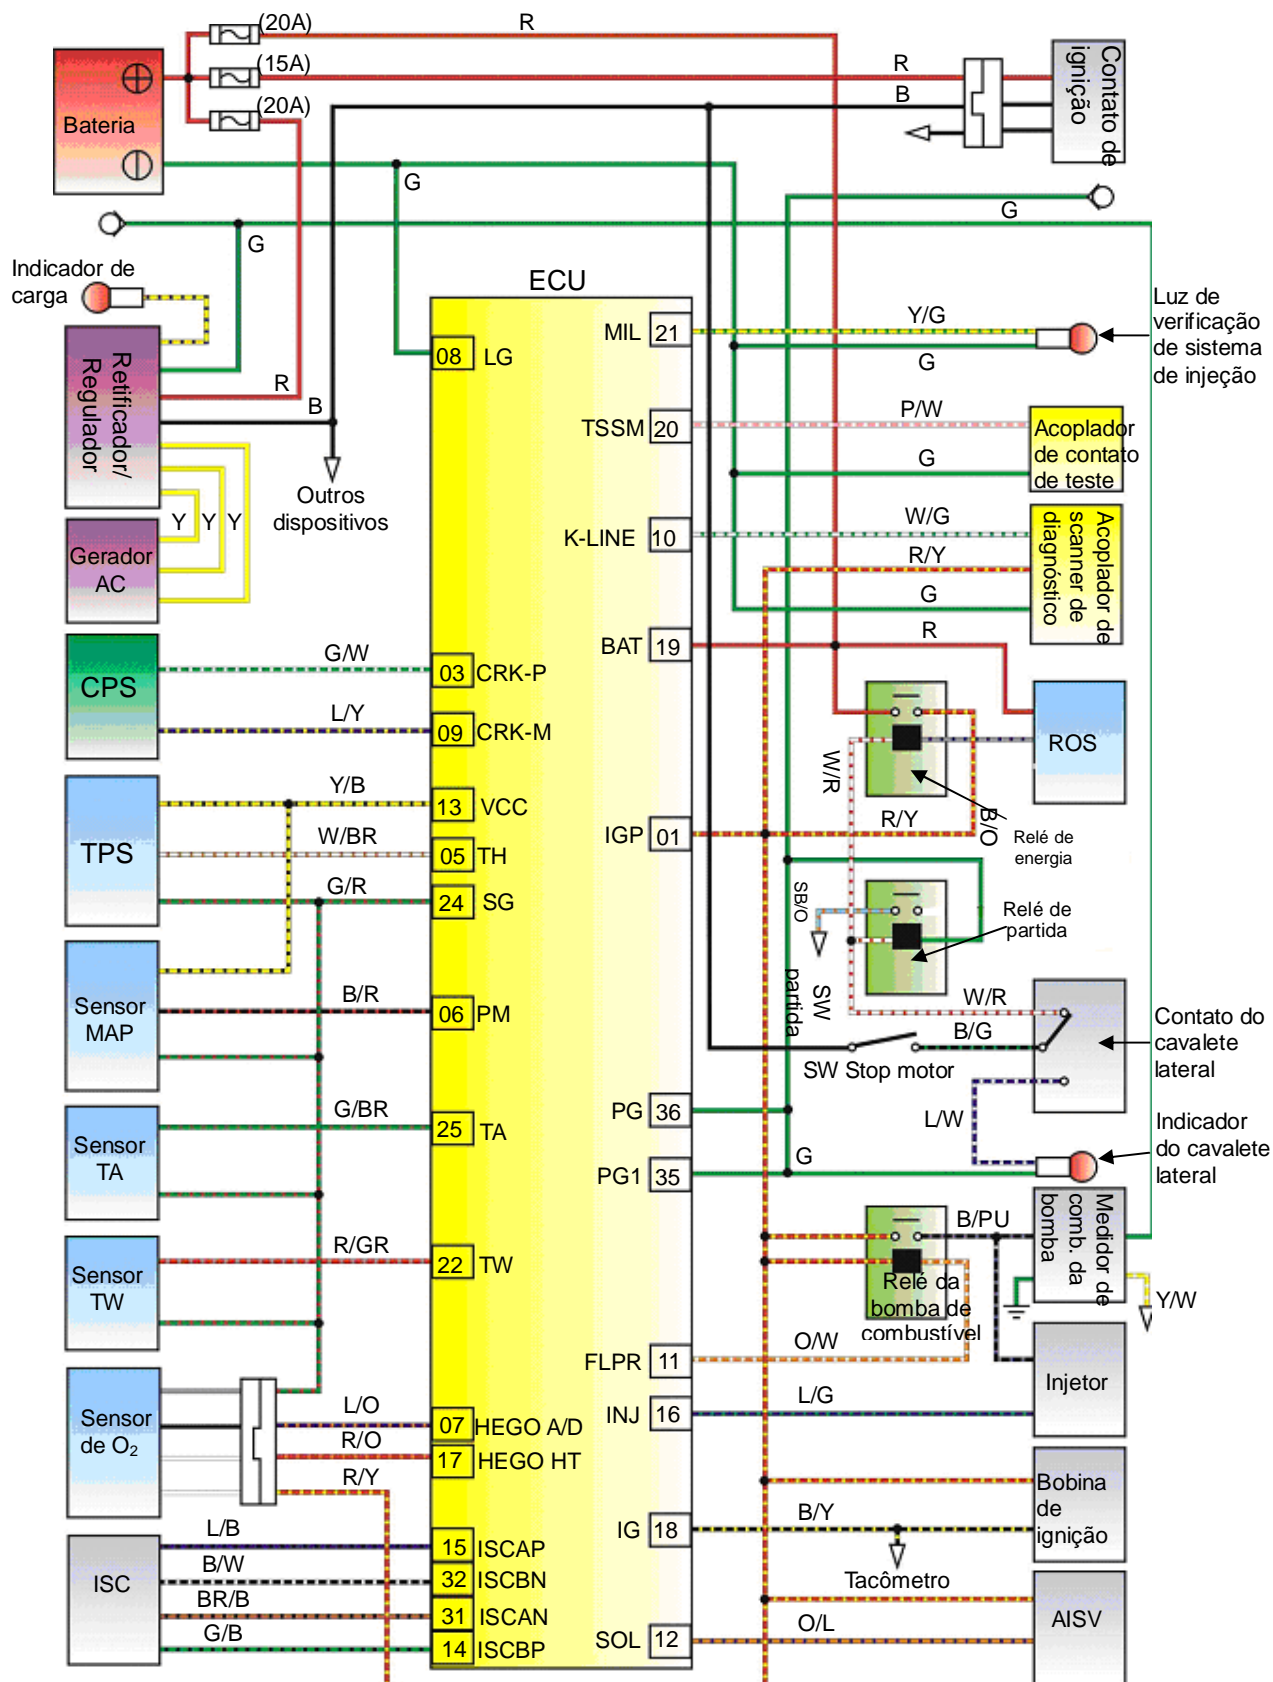 (20A)
R
(15A)
R
(20A)
B
Bateria
Contato de
ignição
G
G
G
Indicador de
carga
ECU
Luz de
verificação
de sistema
de injeção
MIL
21
Y/G
G
08
LG
Retificador/
Regulador
R
B
TSSM
20
P/W
Acoplador
de contato
de teste
G
Outros
dispositivos
Y
Y
Y
K-LINE
10
W/G
R/Y
G
Acoplador de
scanner de
diagnóstico
Gerador
AC
BAT
19
R
CPS
G/W
03
CRK-P
L/Y
09
CRK-M
ROS
W/R
B/O
Relé de
energia
TPS
Y/B
13
VCC
W/BR
05
TH
G/R
24
SG
IGP
01
R/Y
SB/O
SW
partida
Relé de
partida
Sensor
MAP
B/R
06
PM
W/R
B/G
SW Stop motor
Contato do
cavalete
lateral
L/W
PG
36
Sensor
TA
G/BR
25
TA
PG1
35
G
Indicador
do cavalete
lateral
Sensor
TW
R/GR
22
TW
B/PU
Medidor de
comb. da
bomba
Y/W
Relé da
bomba de
combustível
FLPR
11
O/W
Sensor
de O2
L/O
07
HEGO A/D
R/O
17
HEGO HT
R/Y
INJ
16
L/G
Injetor
IG
18
B/Y
Bobina
de
ignição
Tacômetro
ISC
L/B
15
ISCAP
B/W
32
ISCBN
BR/B
31
ISCAN
G/B
14
ISCBP
SOL
12
O/L
AISV